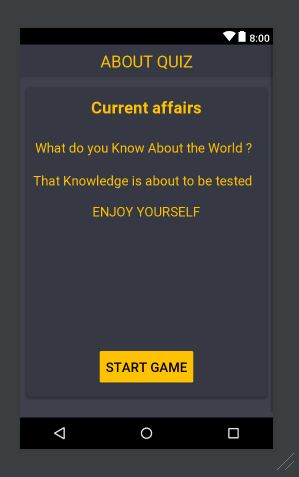 8:00
ABOUT QUIZ
Current affairs
What do you Know About the World ?
That Knowledge is about to be tested
ENJOY YOURSELF
START GAME